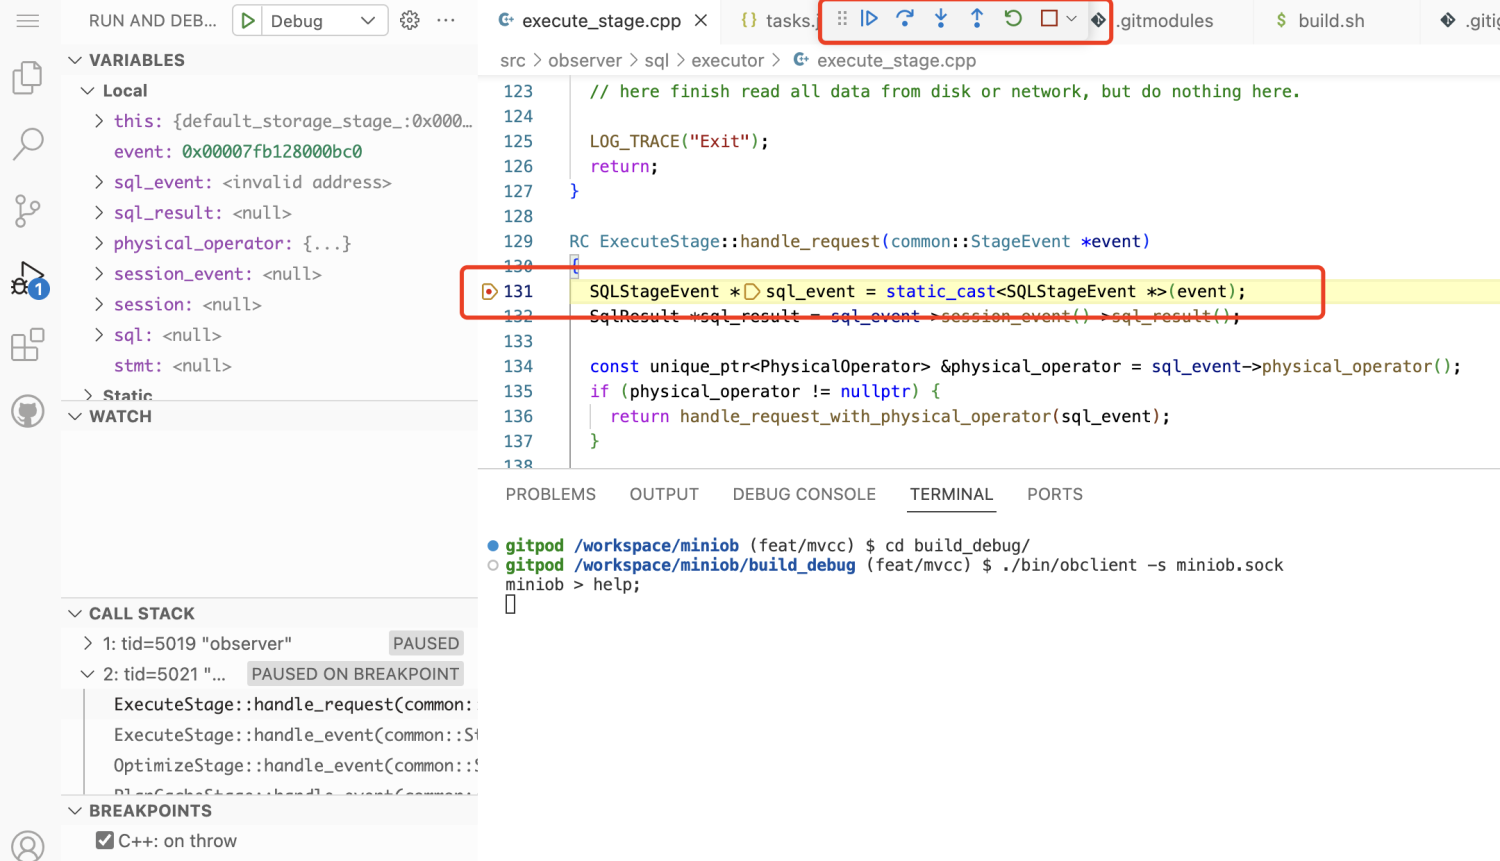 RUN AND DEB...
Debug
execute_stage.cpp
tasks.j
.gitmodules
build.sh
.gitig
src > observer > sql > executor > execute_stage.cpp
VARIABLES
Local
this: {default_storage_stage_:0x000...
event: 0x00007fb128000bc0
sql_event: <invalid address>
sql_result: <null>
physical_operator: {...}
session_event: <null>
session: <null>
sql: <null>
stmt: <null>
Static
WATCH
CALL STACK
1: tid=5019 "observer" PAUSED
2: tid=5021 "... PAUSED ON BREAKPOINT
ExecuteStage::handle_request(common:
ExecuteStage::handle_event(common::St
OptimizeStage::handle_event(common::S
PlanCacheStage::handle_event(common:
BREAKPOINTS
C++: on throw
1
123 // here finish read all data from disk or network, but do nothing here.
124
125 LOG_TRACE("Exit");
126 return;
127 }
128
129 RC ExecuteStage::handle_request(common::StageEvent *event)
130 {
131 SQLStageEvent * sql_event = static_cast<SQLStageEvent *>(event);
132 SqlResult *sql_result = sql_event->session_event()->sql_result();
133
134 const unique_ptr<PhysicalOperator> &physical_operator = sql_event->physical_operator();
135 if (physical_operator != nullptr) {
136 return handle_request_with_physical_operator(sql_event);
137 }
138
PROBLEMS OUTPUT DEBUG CONSOLE TERMINAL PORTS
gitpod /workspace/miniob (feat/mvcc) $ cd build_debug/
gitpod /workspace/miniob/build_debug (feat/mvcc) $ ./bin/obclient -s miniob.sock
miniob > help;